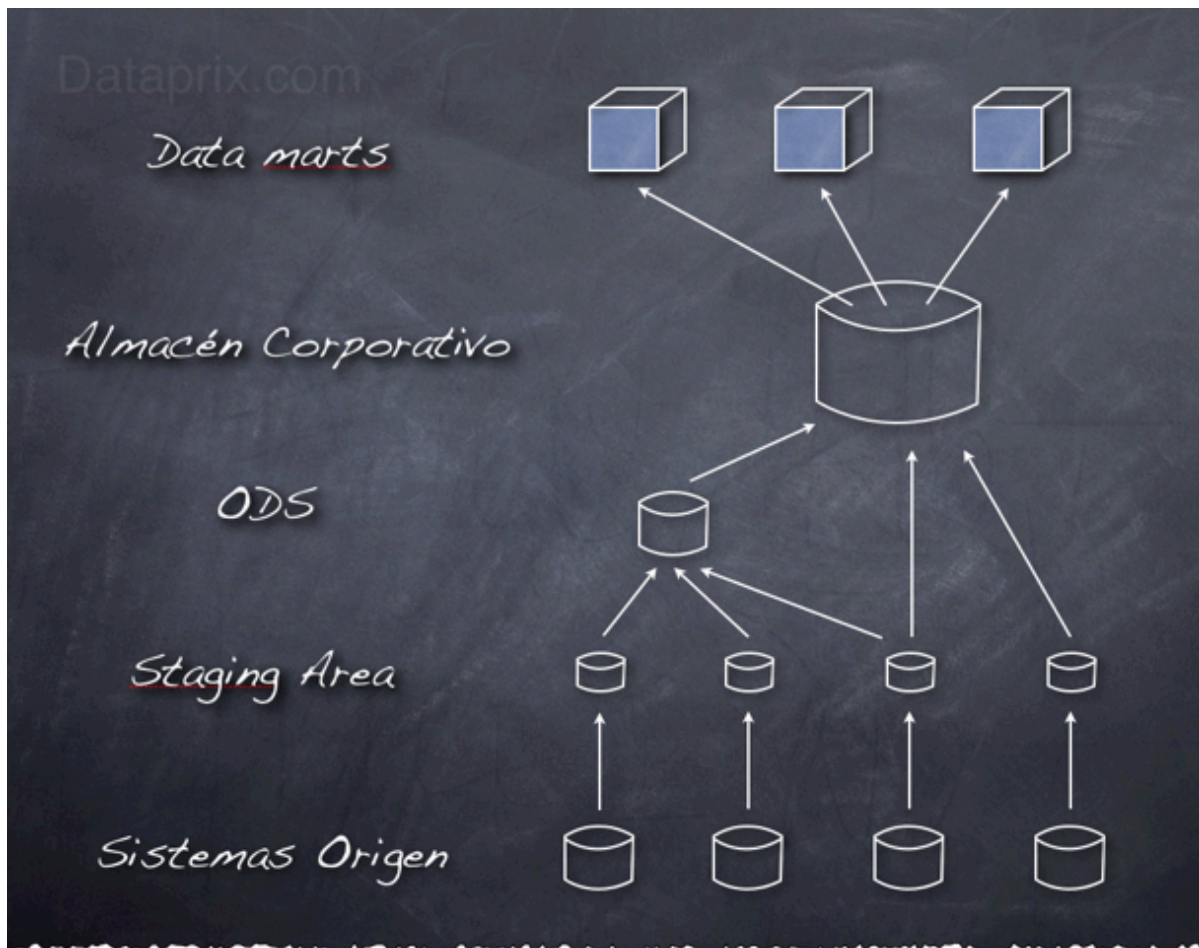 Dataprix.com
Data marts
Almacén Corporativo
ODS
Staging Area
Sistemas Origen